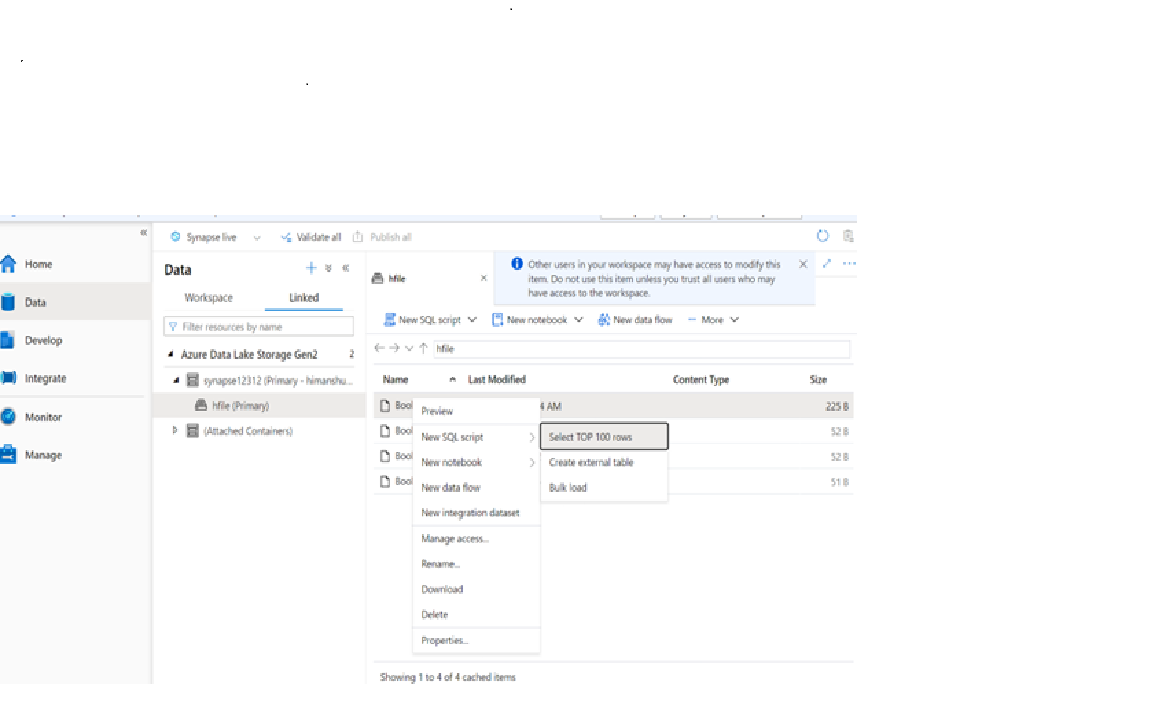 Synapse live Validate all Publish all
Home
Data
Develop
Integrate
Monitor
Manage
Data
Workspace Linked
Filter resources by name
Azure Data Lake Storage Gen2 2
synapse12312 (Primary - himanshu...
hfile (Primary)
(Attached Containers)
hfile
Other users in your workspace may have access to modify this
item. Do not use this item unless you trust all users who may
have access to the workspace.
New SQL script New notebook New data flow More
hfile
Name Last Modified Content Type Size
Boo 4 AM 225 B
Boo 52 B
Boo 52 B
Boo 51 B
Preview
New SQL script
New notebook
New data flow
New integration dataset
Manage access...
Rename...
Download
Delete
Properties...
Select TOP 100 rows
Create external table
Bulk load
Showing 1 to 4 of 4 cached items